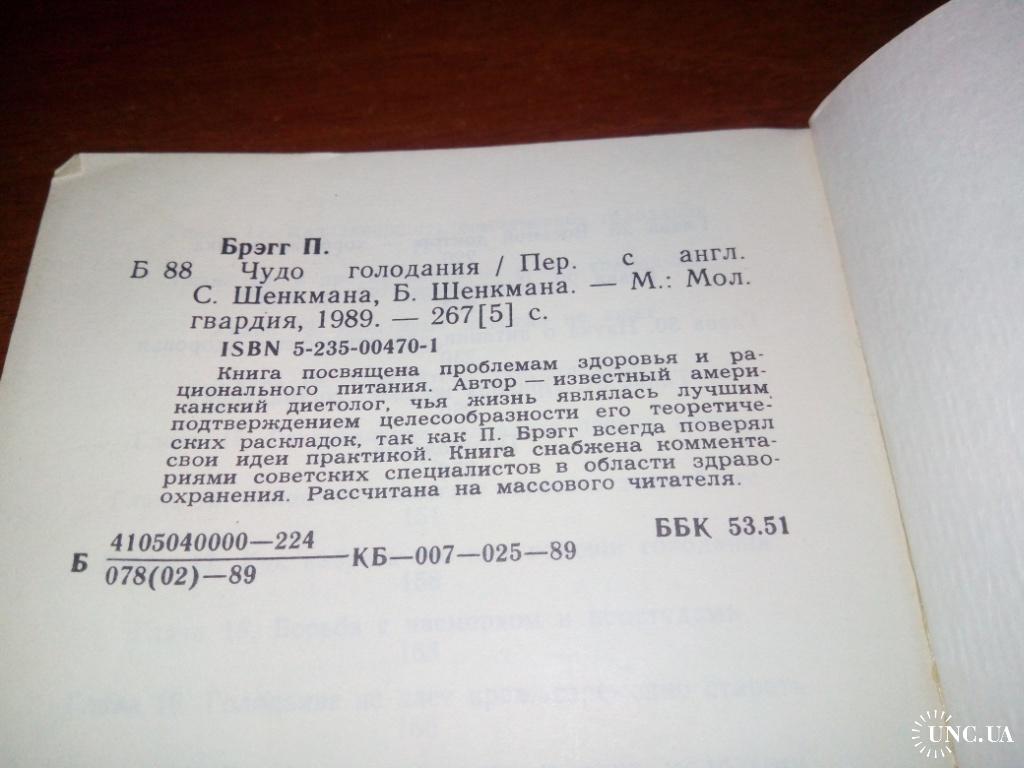 Брэгг П.
Б 88 Чудо голодания / Пер. с англ.
С. Шенкмана, Б. Шенкмана. — М.: Мол.
гвардия, 1989. — 267[5] с.
ISBN 5-235-00470-1
Книга посвящена проблемам здоровья и ра-
ционального питания. Автор — известный амери-
канский диетолог, чья жизнь являлась лучшим
подтверждением целесообразности его теоретиче-
ских раскладок, так как П. Брэгг всегда поверял
свои идеи практикой. Книга снабжена коммента-
риями советских специалистов в области здраво-
охранения. Рассчитана на массового читателя.
Б 4105040000—224
078(02)—89 КБ—007—025—89
ББК 53.51
UNC.UA